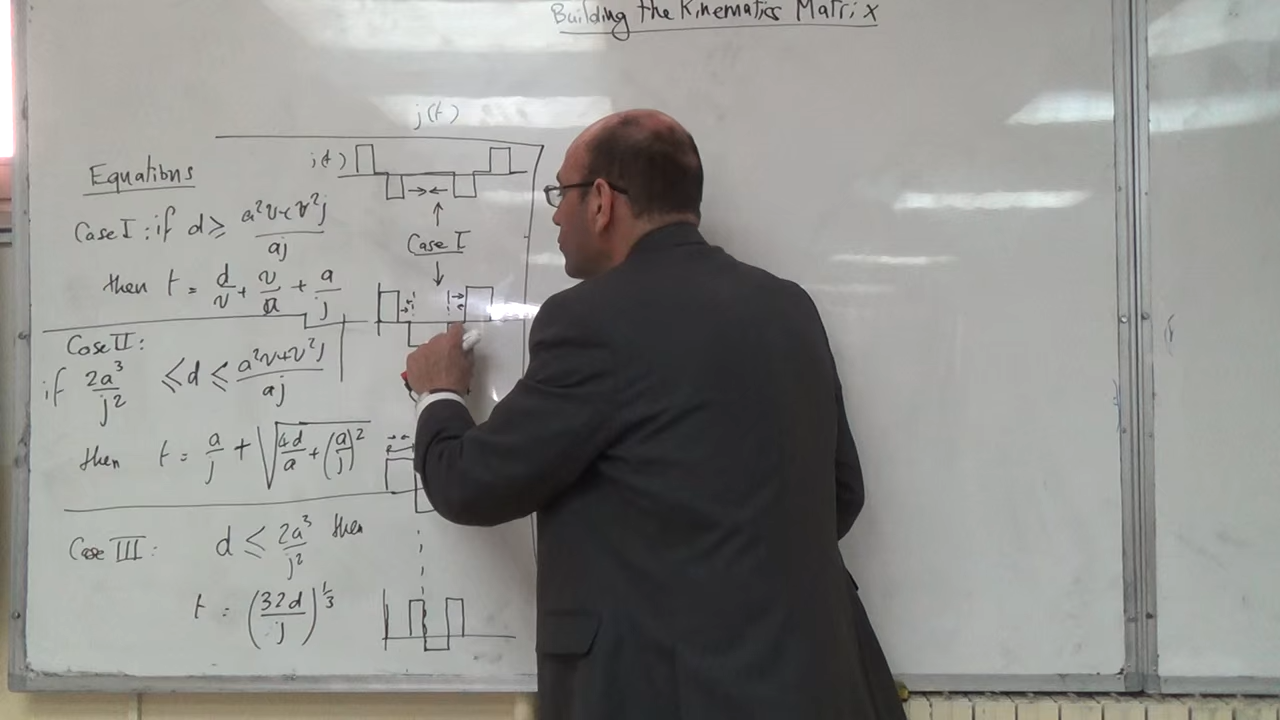 Building the Kinematics Matrix
j(t)
j(t)
Equations
Case I : if d ≥ (a²v + v²j) / aj
Case I
then t = d/v + v/a + a/j
Case II :
if 2a³/j² ≤ d ≤ (a²v + v²j) / aj
then t = a/j + √(4d/a + (a/j)²)
Case III : d ≤ 2a³/j² then
t = (32d/j)^(1/3)